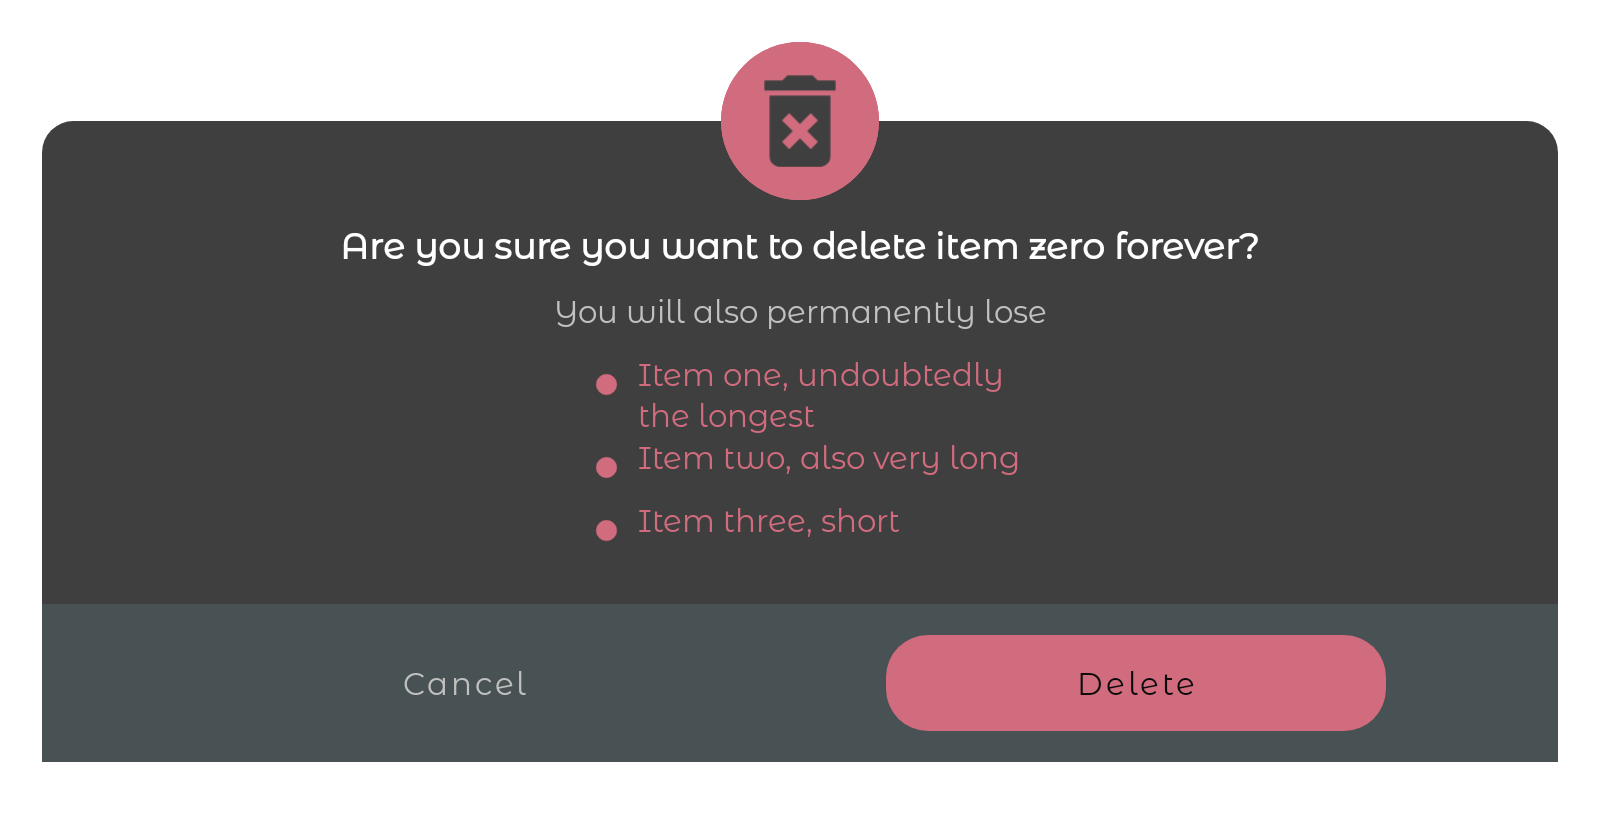 Are you sure you want to delete item zero forever?
You will also permanently lose
Item one, undoubtedly
the longest
Item two, also very long
Item three, short
Cancel
Delete